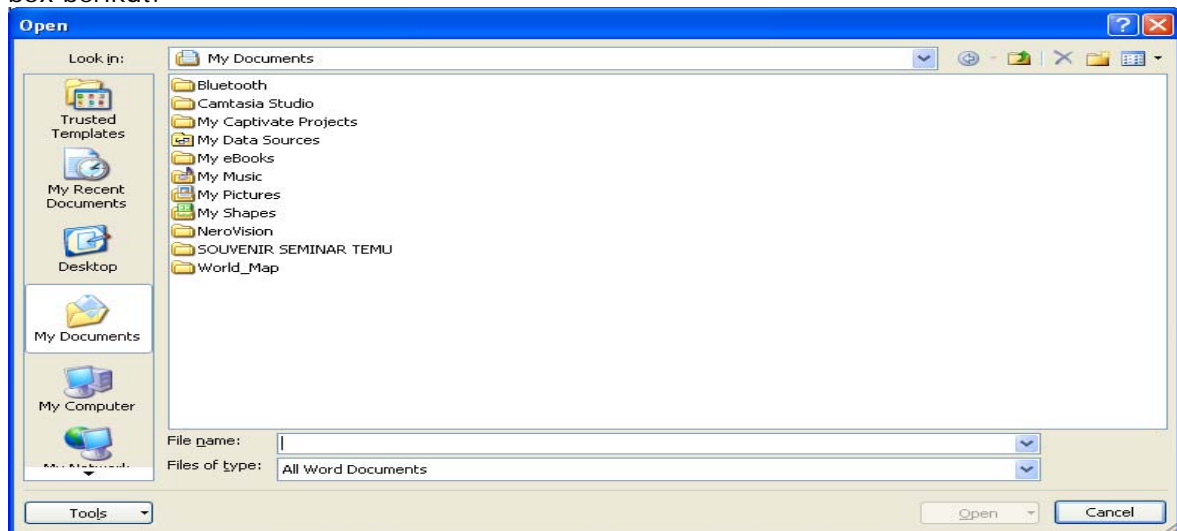 box berikut:
Open
Look in:
My Documents
Trusted
Templates
My Recent
Documents
Desktop
My Documents
My Computer
Bluetooth
Camtasia Studio
My Captivate Projects
My Data Sources
My eBooks
My Music
My Pictures
My Shapes
NeroVision
SOUVENIR SEMINAR TEMU
World_Map
File name:
Files of type:
All Word Documents
Tools
Open
Cancel